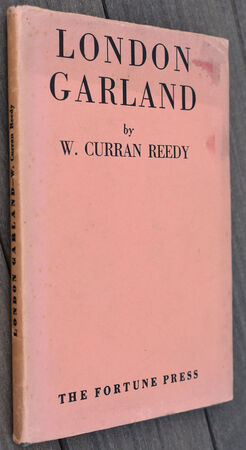 LONDON
GARLAND
by
W. CURRAN REEDY
THE FORTUNE PRESS
LONDON GARLAND - W. Curran Reedy